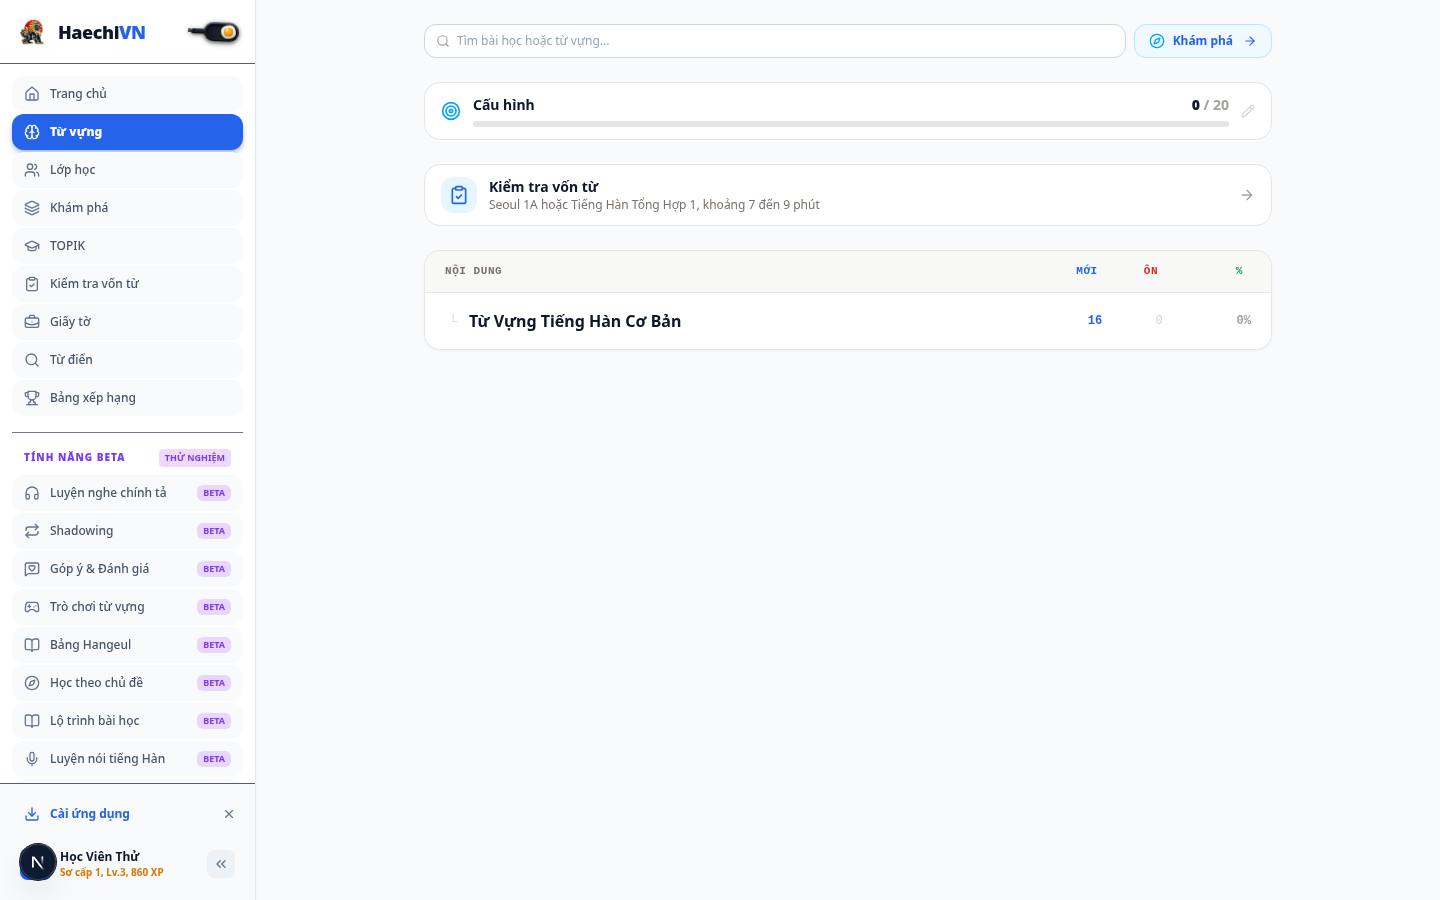 HaechiVN
Trang chủ
Từ vựng
Lớp học
Khám phá
TOPIK
Kiểm tra vốn từ
Giấy tờ
Từ điển
Bảng xếp hạng
TÍNH NĂNG BETA THỬ NGHIỆM
Luyện nghe chính tả BETA
Shadowing BETA
Góp ý & Đánh giá BETA
Trò chơi từ vựng BETA
Bảng Hangeul BETA
Học theo chủ đề BETA
Lộ trình bài học BETA
Luyện nói tiếng Hàn BETA
Cài ứng dụng
N
Học Viên Thử
Sơ cấp 1, Lv.3, 860 XP
Tìm bài học hoặc từ vựng...
Khám phá
Cấu hình 0 / 20
Kiểm tra vốn từ
Seoul 1A hoặc Tiếng Hàn Tổng Hợp 1, khoảng 7 đến 9 phút
NỘI DUNG MỚI ÔN %
Từ Vựng Tiếng Hàn Cơ Bản 16 0 0%